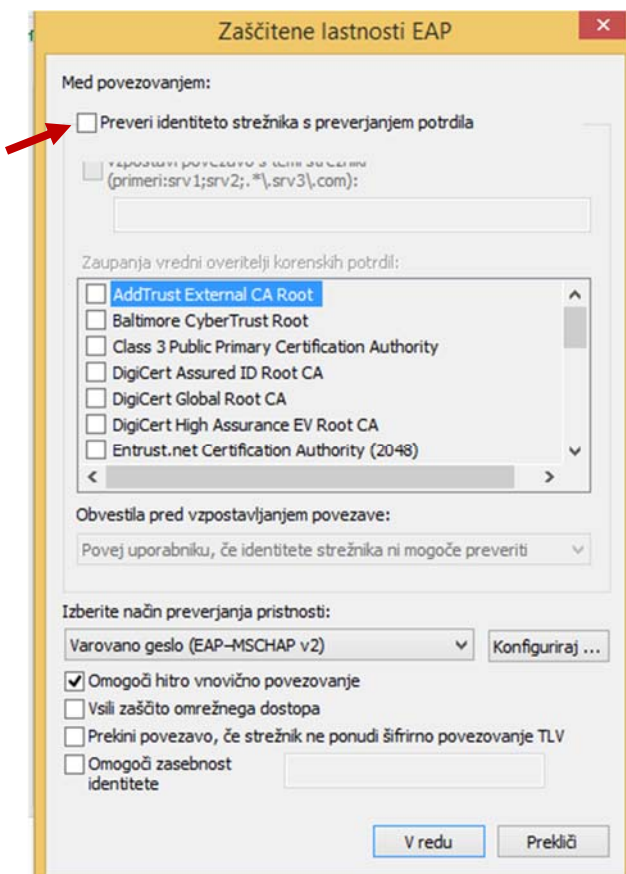 Zaščitene lastnosti EAP
Med povezovanjem:
Preveri identiteto strežnika s preverjanjem potrdila
(primeri:srv1;srv2;.*\.srv3\.com):
Zaupanja vredni overitelji korenskih potrdil:
AddTrust External CA Root
Baltimore CyberTrust Root
Class 3 Public Primary Certification Authority
DigiCert Assured ID Root CA
DigiCert Global Root CA
DigiCert High Assurance EV Root CA
Entrust.net Certification Authority (2048)
Obvestila pred vzpostavljanjem povezave:
Povej uporabniku, če identitete strežnika ni mogoče preveriti
Izberite način preverjanja pristnosti:
Varovano geslo (EAP–MSCHAP v2) Konfiguriraj ...
Omogoči hitro vnovično povezovanje
Vsili zaščito omrežnega dostopa
Prekini povezavo, če strežnik ne ponudi šifrirno povezovanje TLV
Omogoči zasebnost
identitete
V redu Prekliči